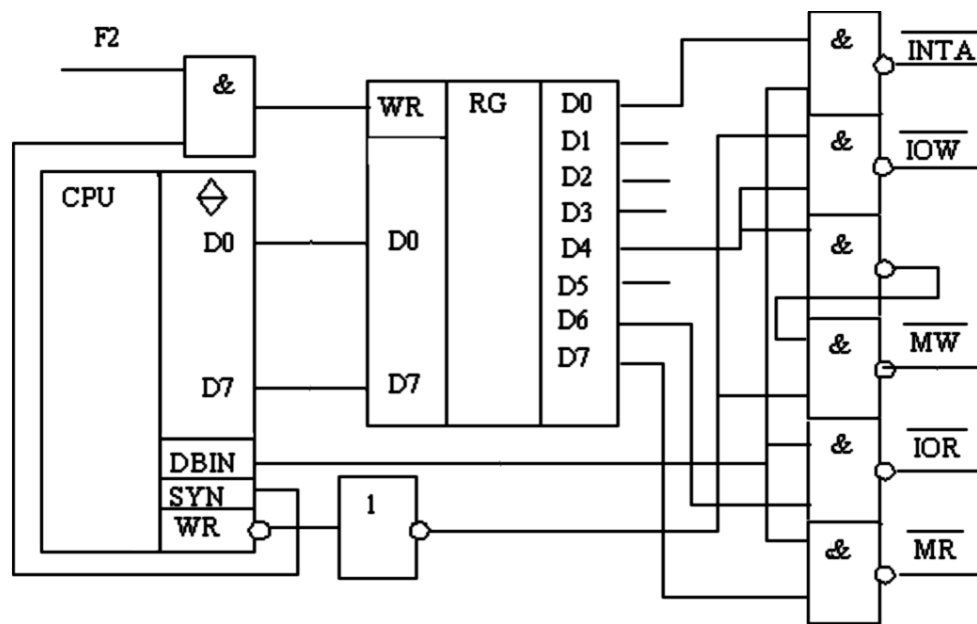 F2
&
WR
RG
D0
D1
D2
D3
D4
D5
D6
D7
D0
D7
CPU
D0
D7
DBIN
SYN
WR
1
&
INTA
&
IOW
&
&
MW
&
IOR
&
MR